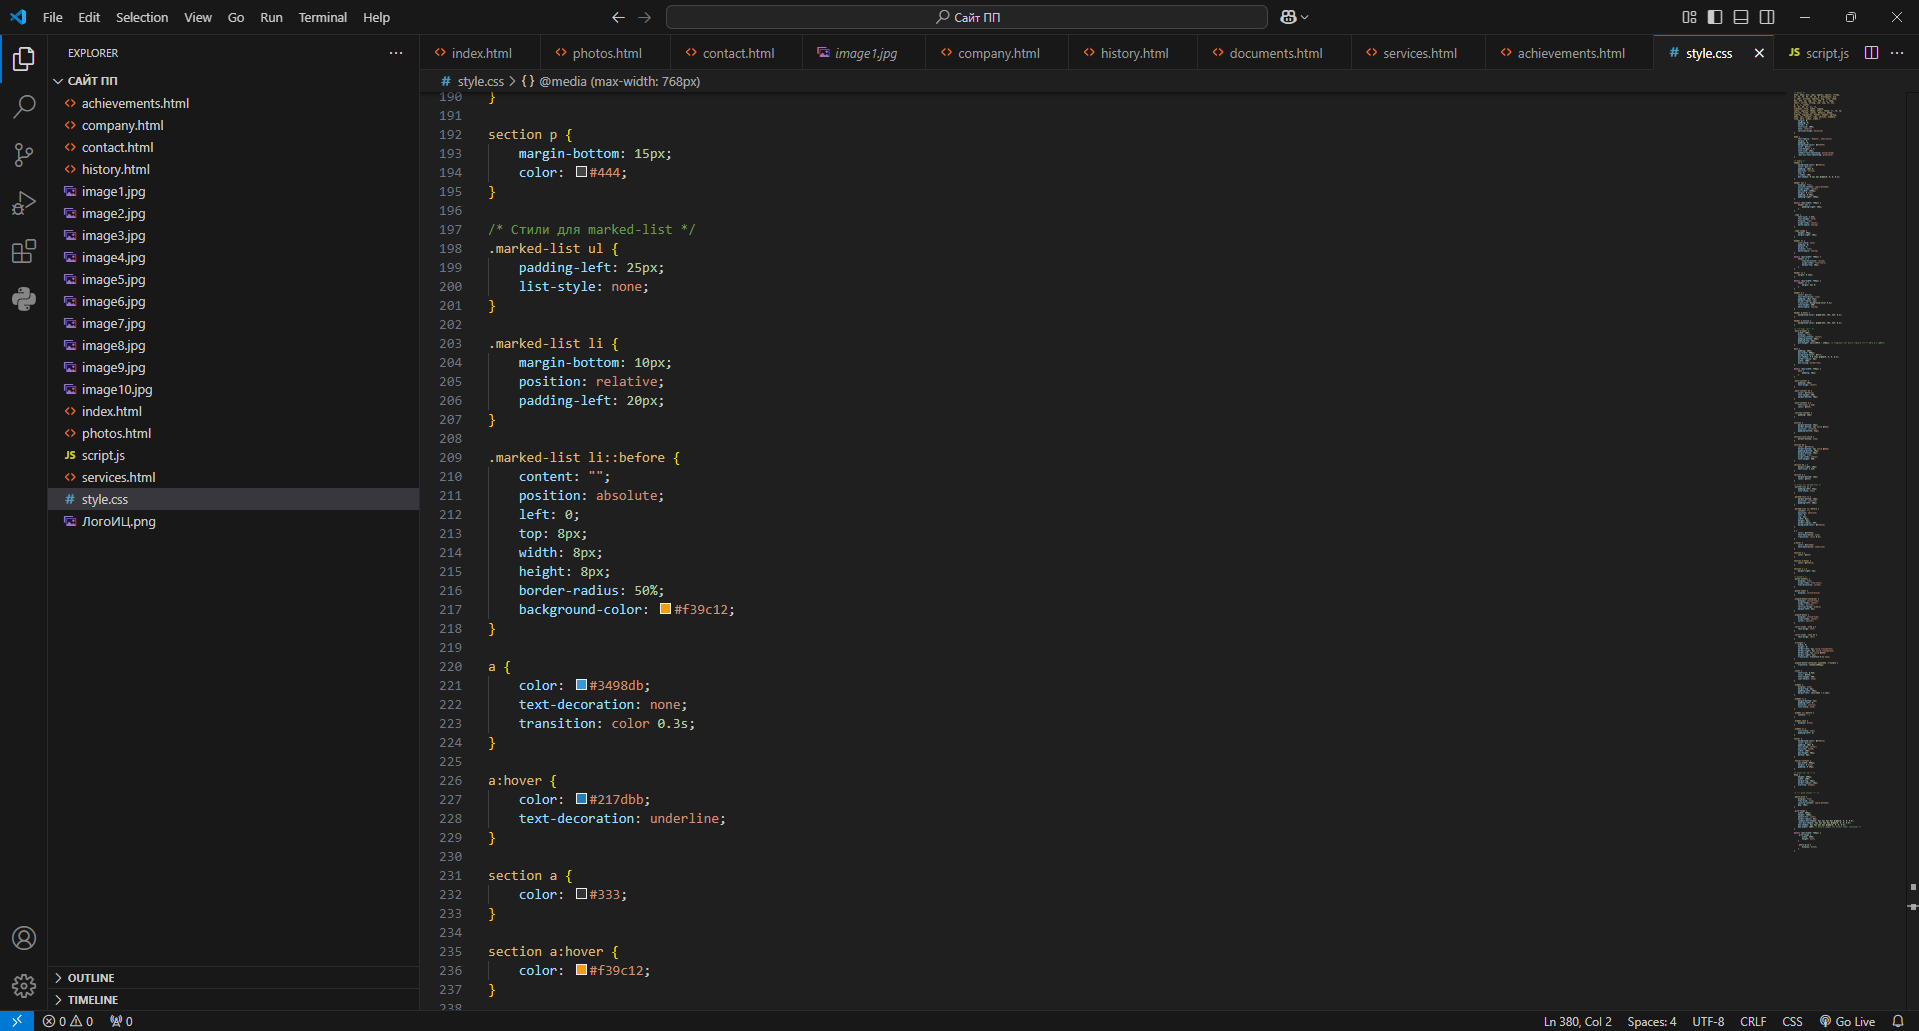 File Edit Selection View Go Run Terminal Help
Сайт ПП
EXPLORER
САЙТ ПП
achievements.html
company.html
contact.html
history.html
image1.jpg
image2.jpg
image3.jpg
image4.jpg
image5.jpg
image6.jpg
image7.jpg
image8.jpg
image9.jpg
image10.jpg
index.html
photos.html
JS script.js
services.html
# style.css
ЛогоИЦ.png
OUTLINE
TIMELINE
index.html photos.html contact.html image1.jpg company.html history.html documents.html services.html achievements.html # style.css JS script.js
# style.css > {} @media (max-width: 768px)
190 }
191
192 section p {
193 margin-bottom: 15px;
194 color: #444;
195 }
196
197 /* Стили для marked-list */
198 .marked-list ul {
199 padding-left: 25px;
200 list-style: none;
201 }
202
203 .marked-list li {
204 margin-bottom: 10px;
205 position: relative;
206 padding-left: 20px;
207 }
208
209 .marked-list li::before {
210 content: "";
211 position: absolute;
212 left: 0;
213 top: 8px;
214 width: 8px;
215 height: 8px;
216 border-radius: 50%;
217 background-color: #f39c12;
218 }
219
220 a {
221 color: #3498db;
222 text-decoration: none;
223 transition: color 0.3s;
224 }
225
226 a:hover {
227 color: #217dbb;
228 text-decoration: underline;
229 }
230
231 section a {
232 color: #333;
233 }
234
235 section a:hover {
236 color: #f39c12;
237 }
238
0 0 0 Ln 380, Col 2 Spaces: 4 UTF-8 CRLF CSS Go Live